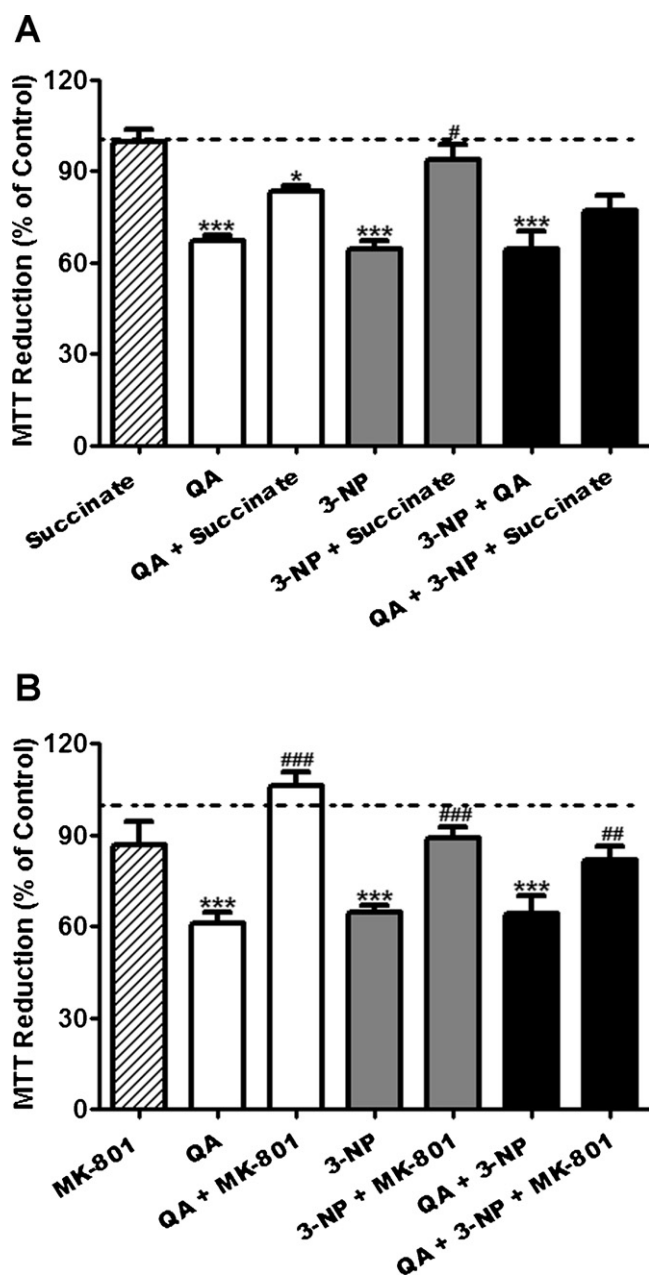 A
MTT Reduction (% of Control)
120
90
60
30
0
***
*
***
#
***
Succinate
QA
QA + Succinate
3-NP
3-NP + Succinate
3-NP + QA
QA + 3-NP + Succinate
B
MTT Reduction (% of Control)
120
90
60
30
0
***
###
***
###
***
##
MK-801
QA
QA + MK-801
3-NP
3-NP + MK-801
QA + 3-NP
QA + 3-NP + MK-801